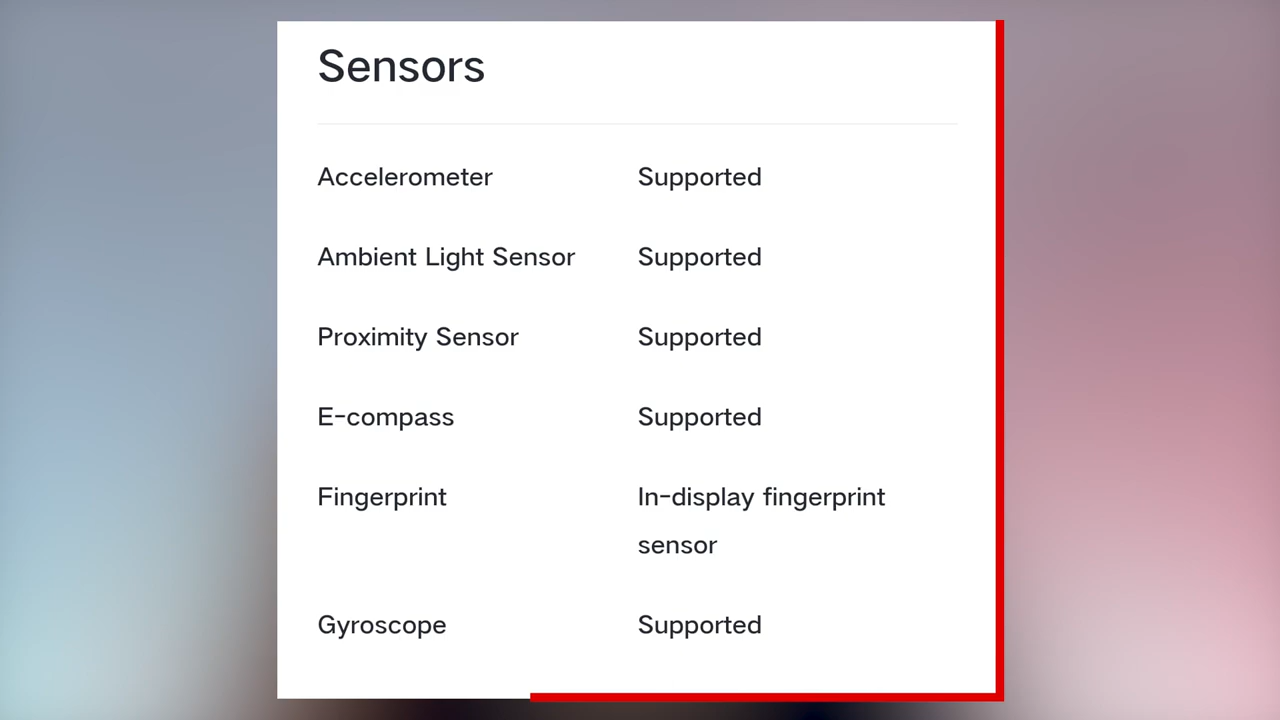 Sensors
Accelerometer Supported
Ambient Light Sensor Supported
Proximity Sensor Supported
E-compass Supported
Fingerprint In-display fingerprint
sensor
Gyroscope Supported